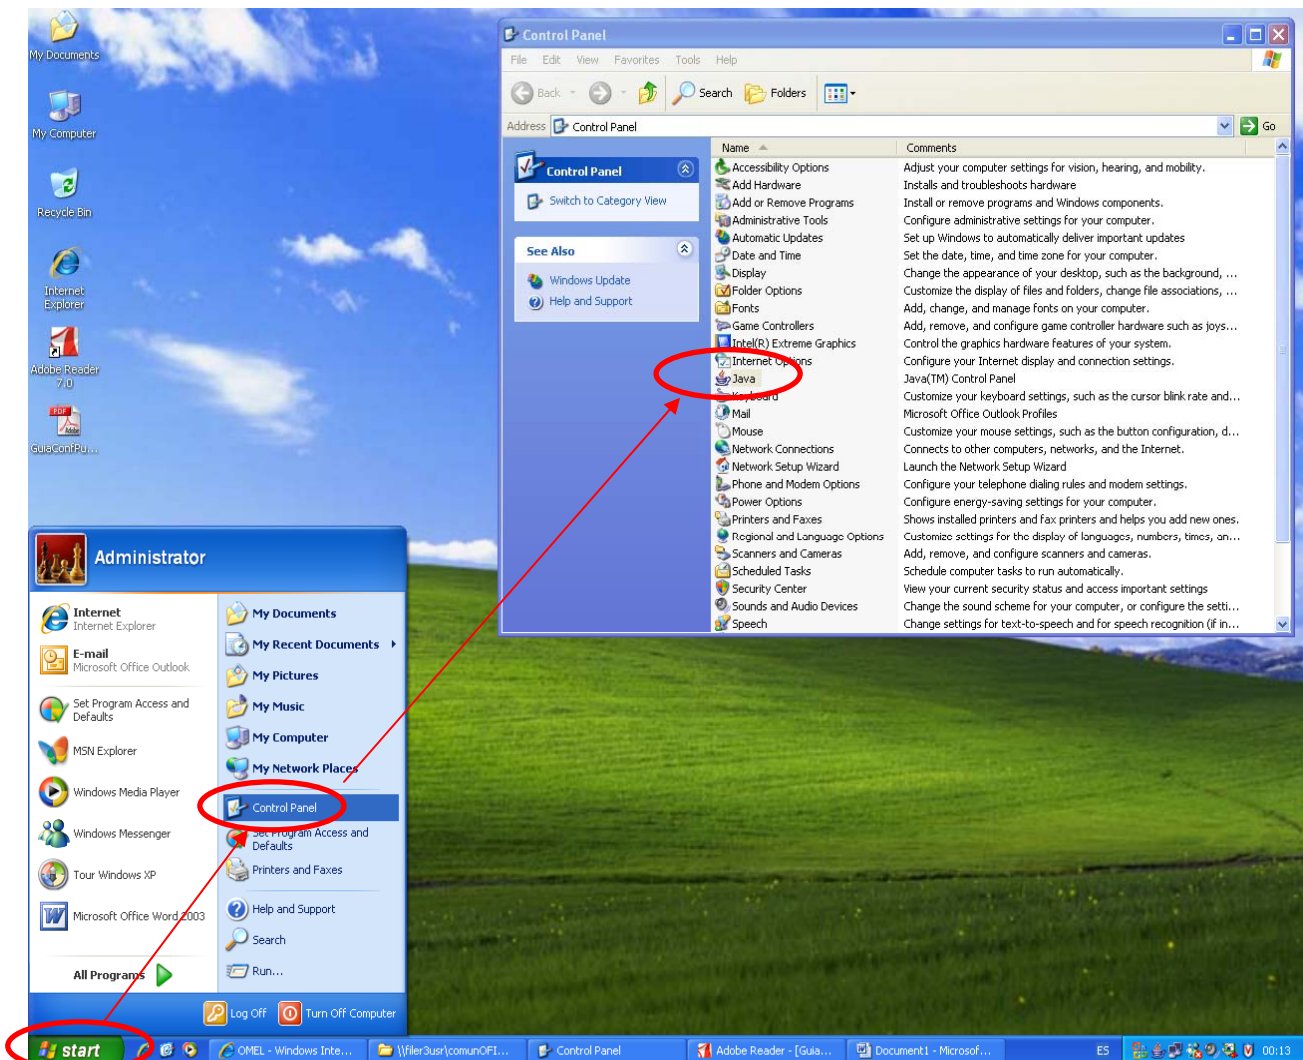 My Documents
My Computer
Recycle Bin
Internet
Explorer
Adobe Reader
7.0
GuiaConfPu...
Control Panel
File Edit View Favorites Tools Help
Back Search Folders
Address Control Panel Go
Control Panel
Switch to Category View
See Also
Windows Update
Help and Support
Name Comments
Accessibility Options Adjust your computer settings for vision, hearing, and mobility.
Add Hardware Installs and troubleshoots hardware
Add or Remove Programs Install or remove programs and Windows components.
Administrative Tools Configure administrative settings for your computer.
Automatic Updates Set up Windows to automatically deliver important updates
Date and Time Set the date, time, and time zone for your computer.
Display Change the appearance of your desktop, such as the background, ...
Folder Options Customize the display of files and folders, change file associations, ...
Fonts Add, change, and manage fonts on your computer.
Game Controllers Add, remove, and configure game controller hardware such as joys...
Intel(R) Extreme Graphics Control the graphics hardware features of your system.
Internet Options Configure your Internet display and connection settings.
Java Java(TM) Control Panel
Keyboard Customize your keyboard settings, such as the cursor blink rate and...
Mail Microsoft Office Outlook Profiles
Mouse Customize your mouse settings, such as the button configuration, d...
Network Connections Connects to other computers, networks, and the Internet.
Network Setup Wizard Launch the Network Setup Wizard
Phone and Modem Options Configure your telephone dialing rules and modem settings.
Power Options Configure energy-saving settings for your computer.
Printers and Faxes Shows installed printers and fax printers and helps you add new ones.
Regional and Language Options Customize settings for the display of languages, numbers, times, an...
Scanners and Cameras Add, remove, and configure scanners and cameras.
Scheduled Tasks Schedule computer tasks to run automatically.
Security Center View your current security status and access important settings
Sounds and Audio Devices Change the sound scheme for your computer, or configure the setti...
Speech Change settings for text-to-speech and for speech recognition (if in...
Administrator
Internet
Internet Explorer
E-mail
Microsoft Office Outlook
Set Program Access and
Defaults
MSN Explorer
Windows Media Player
Windows Messenger
Tour Windows XP
Microsoft Office Word 2003
All Programs
My Documents
My Recent Documents
My Pictures
My Music
My Computer
My Network Places
Control Panel
Set Program Access and
Defaults
Printers and Faxes
Help and Support
Search
Run...
Log Off Turn Off Computer
start OMEL - Windows Inte... \\filer3usr\comunOFI... Control Panel Adobe Reader - [Guia... Document1 - Microsof... ES 00:13